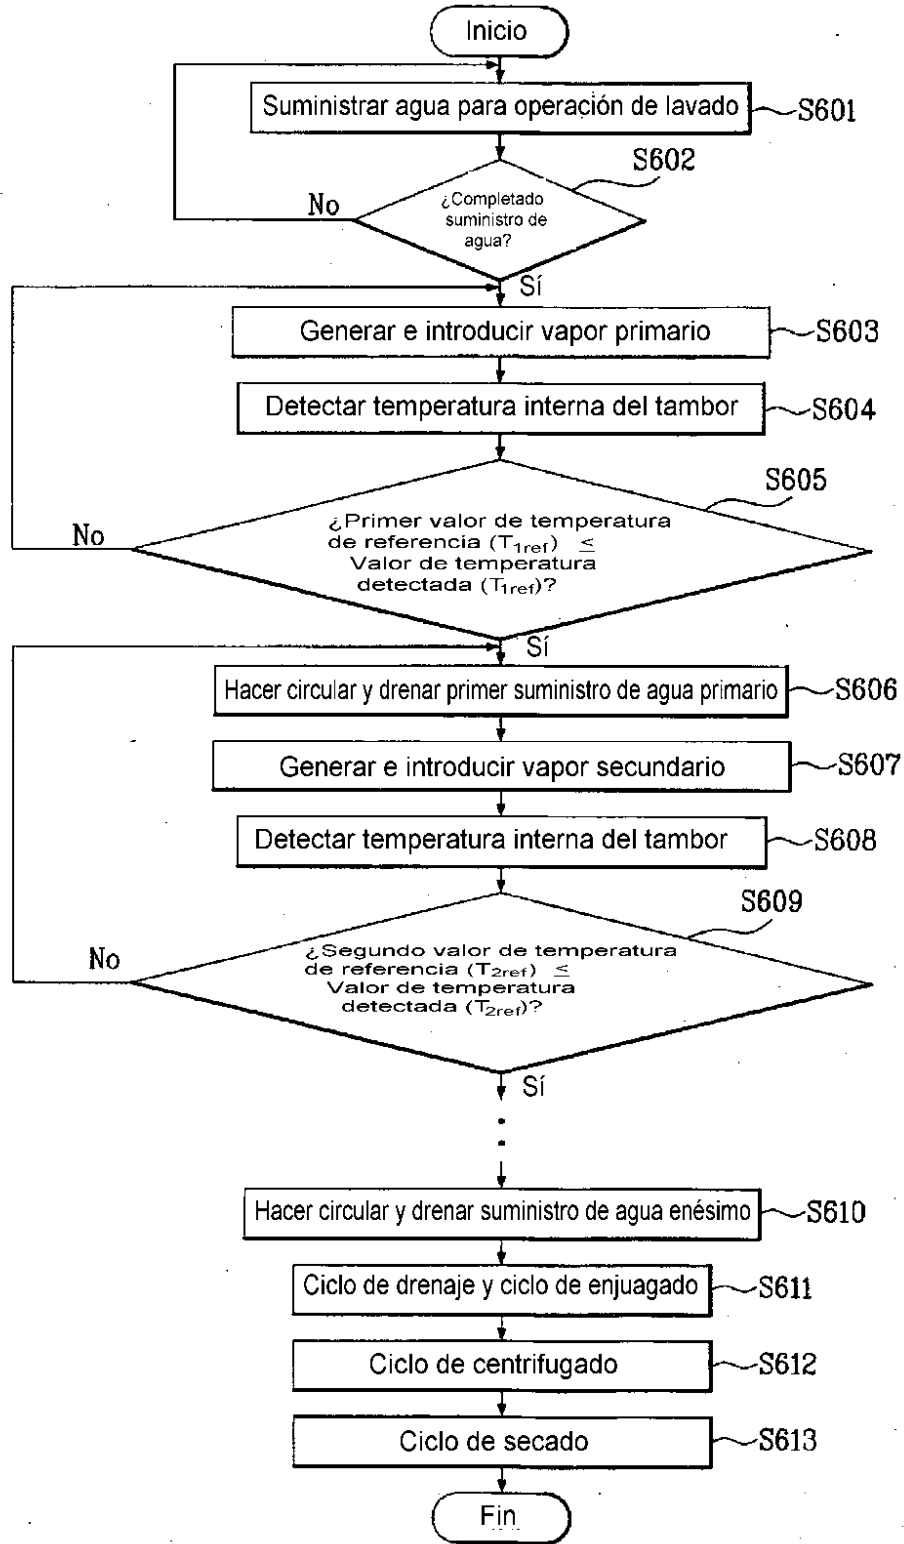 Inicio
Suministrar agua para operación de lavado
S601
S602
¿Completado
suministro de
agua?
No
Sí
Generar e introducir vapor primario
S603
Detectar temperatura interna del tambor
S604
S605
¿Primer valor de temperatura
de referencia (T1ref) ≤
Valor de temperatura
detectada (T1ref)?
No
Sí
Hacer circular y drenar primer suministro de agua primario
S606
Generar e introducir vapor secundario
S607
Detectar temperatura interna del tambor
S608
S609
¿Segundo valor de temperatura
de referencia (T2ref) ≤
Valor de temperatura
detectada (T2ref)?
No
Sí
Hacer circular y drenar suministro de agua enésimo
S610
Ciclo de drenaje y ciclo de enjuagado
S611
Ciclo de centrifugado
S612
Ciclo de secado
S613
Fin